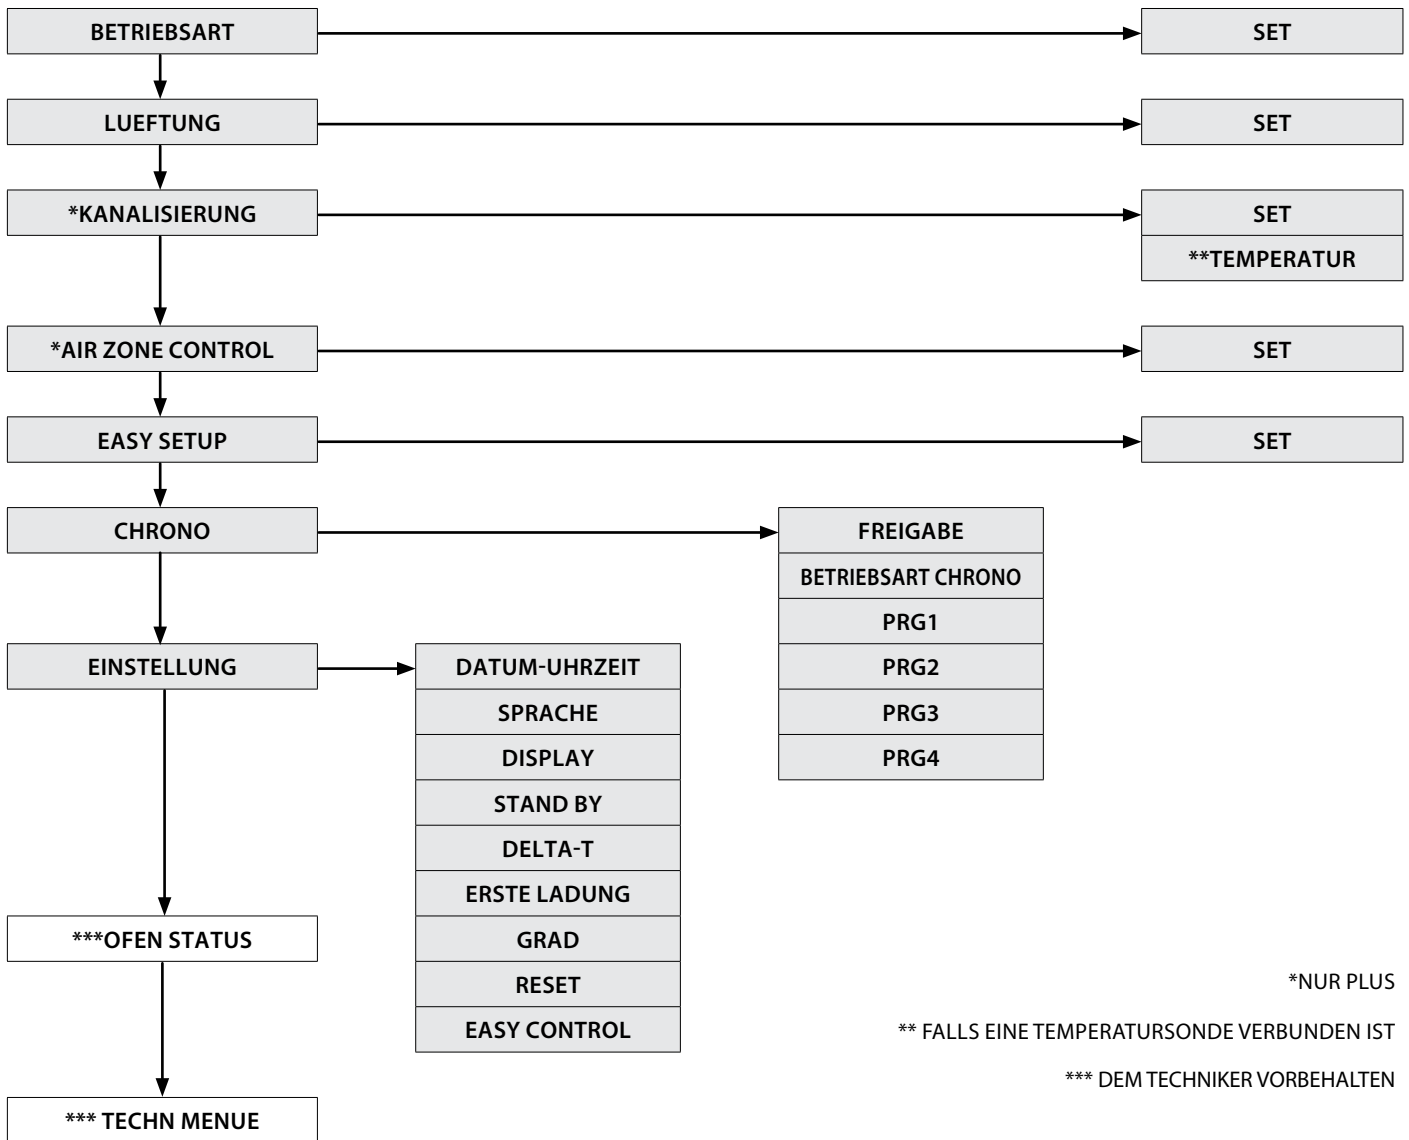 BETRIEBSART
SET
LUEFTUNG
SET
*KANALISIERUNG
SET
**TEMPERATUR
*AIR ZONE CONTROL
SET
EASY SETUP
SET
CHRONO
FREIGABE
BETRIEBSART CHRONO
PRG1
PRG2
PRG3
PRG4
EINSTELLUNG
DATUM-UHRZEIT
SPRACHE
DISPLAY
STAND BY
DELTA-T
ERSTE LADUNG
GRAD
RESET
EASY CONTROL
***OFEN STATUS
*** TECHN MENUE
*NUR PLUS
** FALLS EINE TEMPERATURSONDE VERBUNDEN IST
*** DEM TECHNIKER VORBEHALTEN